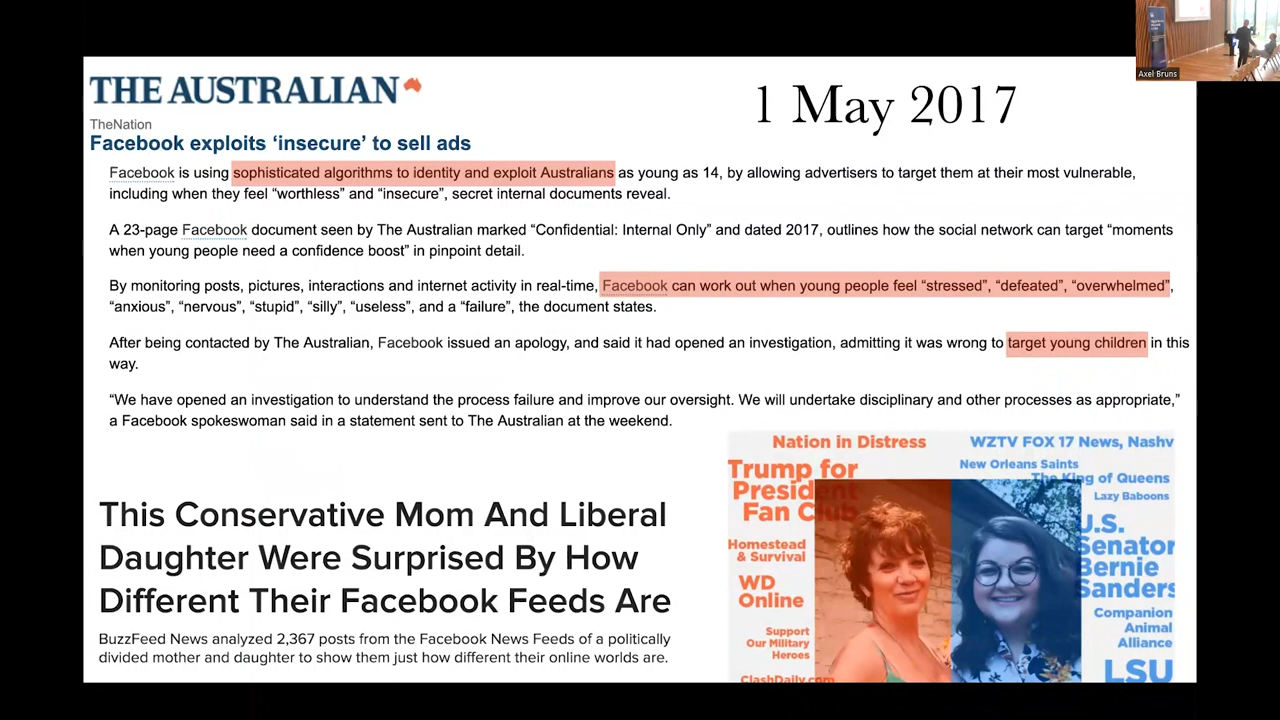 THE AUSTRALIAN
1 May 2017
TheNation
Facebook exploits ‘insecure’ to sell ads
Facebook is using sophisticated algorithms to identity and exploit Australians as young as 14, by allowing advertisers to target them at their most vulnerable,
including when they feel “worthless” and “insecure”, secret internal documents reveal.
A 23-page Facebook document seen by The Australian marked “Confidential: Internal Only” and dated 2017, outlines how the social network can target “moments
when young people need a confidence boost” in pinpoint detail.
By monitoring posts, pictures, interactions and internet activity in real-time, Facebook can work out when young people feel “stressed”, “defeated”, “overwhelmed”,
“anxious”, “nervous”, “stupid”, “silly”, “useless”, and a “failure”, the document states.
After being contacted by The Australian, Facebook issued an apology, and said it had opened an investigation, admitting it was wrong to target young children in this
way.
“We have opened an investigation to understand the process failure and improve our oversight. We will undertake disciplinary and other processes as appropriate,”
a Facebook spokeswoman said in a statement sent to The Australian at the weekend.
This Conservative Mom And Liberal
Daughter Were Surprised By How
Different Their Facebook Feeds Are
BuzzFeed News analyzed 2,367 posts from the Facebook News Feeds of a politically
divided mother and daughter to show them just how different their online worlds are.
Nation in Distress
Trump for
President
Fan Club
Homestead
& Survival
WD
Online
Support
Our Military
Heroes
ClashDaily.com
WZTV FOX 17 News, Nashv
New Orleans Saints
The King of Queens
Lazy Baboons
U.S.
Senator
Bernie
Sanders
Companion
Animal
Alliance
LSU
Axel Bruns